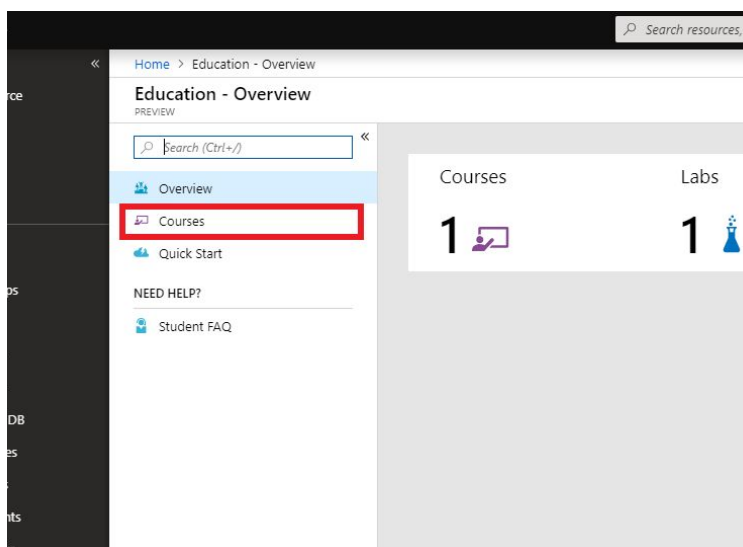 Search resources,
Home > Education - Overview
Education - Overview
PREVIEW
Search (Ctrl+/)
Overview
Courses
Quick Start
NEED HELP?
Student FAQ
Courses
1
Labs
1
rce
ps
DB
es
nts